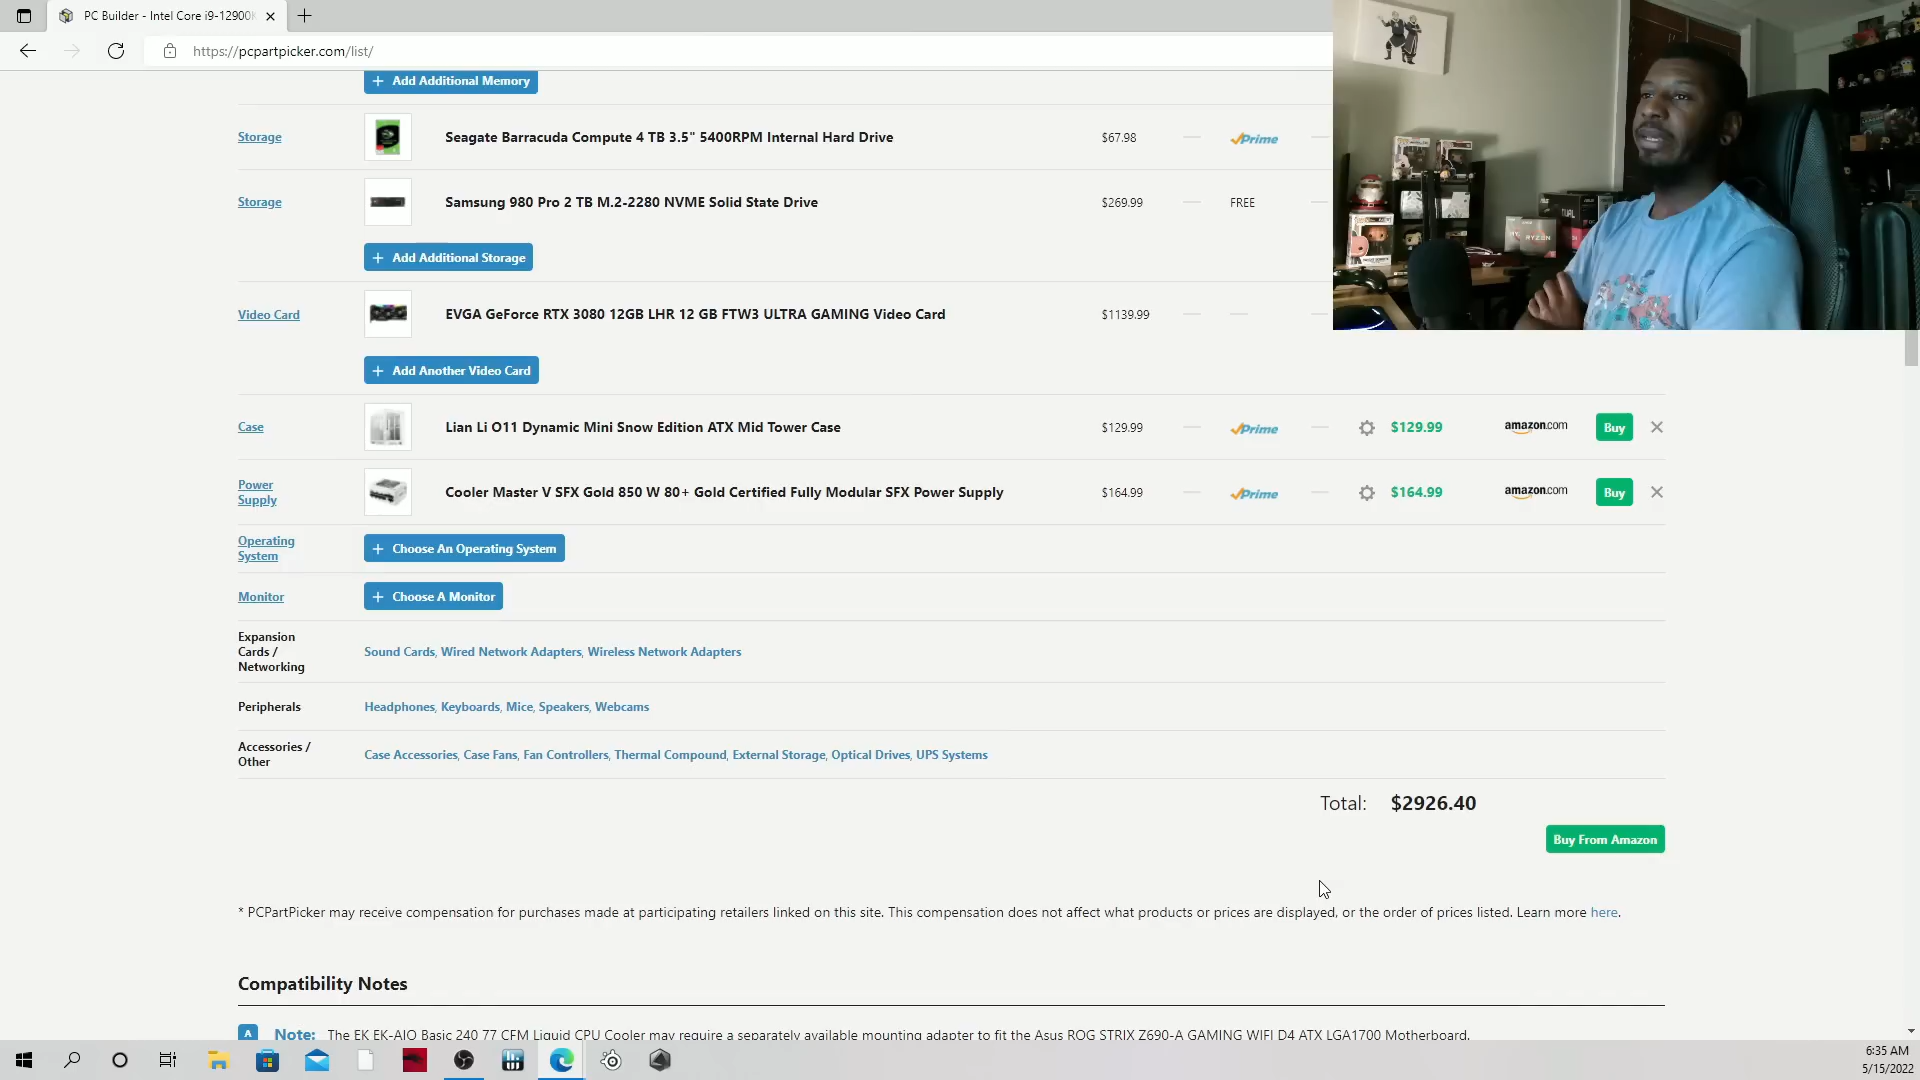 PC Builder - Intel Core i9-12900K
https://pcpartpicker.com/list/
+ Add Additional Memory
Storage
Seagate Barracuda Compute 4 TB 3.5" 5400RPM Internal Hard Drive
$67.98
Prime
Storage
Samsung 980 Pro 2 TB M.2-2280 NVME Solid State Drive
$269.99
FREE
+ Add Additional Storage
Video Card
EVGA GeForce RTX 3080 12GB LHR 12 GB FTW3 ULTRA GAMING Video Card
$1139.99
+ Add Another Video Card
Case
Lian Li O11 Dynamic Mini Snow Edition ATX Mid Tower Case
$129.99
Prime
$129.99
amazon.com
Buy
Power
Supply
Cooler Master V SFX Gold 850 W 80+ Gold Certified Fully Modular SFX Power Supply
$164.99
Prime
$164.99
amazon.com
Buy
Operating
System
+ Choose An Operating System
Monitor
+ Choose A Monitor
Expansion
Cards /
Networking
Sound Cards, Wired Network Adapters, Wireless Network Adapters
Peripherals
Headphones, Keyboards, Mice, Speakers, Webcams
Accessories /
Other
Case Accessories, Case Fans, Fan Controllers, Thermal Compound, External Storage, Optical Drives, UPS Systems
Total: $2926.40
Buy From Amazon
* PCPartPicker may receive compensation for purchases made at participating retailers linked on this site. This compensation does not affect what products or prices are displayed, or the order of prices listed. Learn more here.
Compatibility Notes
Note: The EK EK-AIO Basic 240 77 CFM Liquid CPU Cooler may require a separately available mounting adapter to fit the Asus ROG STRIX Z690-A GAMING WIFI D4 ATX LGA1700 Motherboard.
6:35 AM
5/15/2022
RYZEN
DUAL